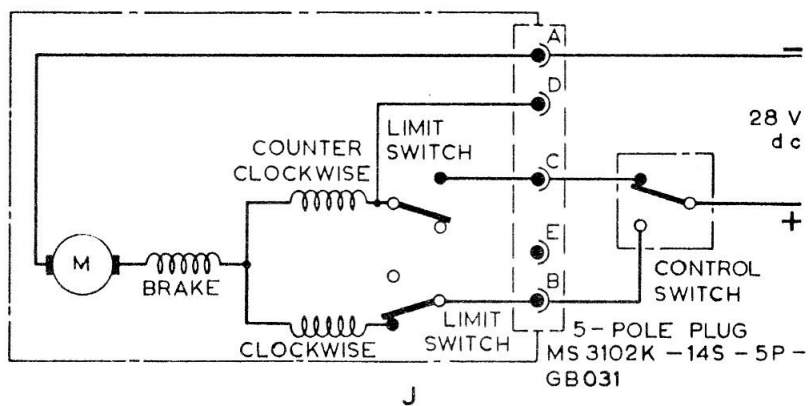 A
–
D
28 V
d c
LIMIT
SWITCH
COUNTER
CLOCKWISE
C
+
E
M
BRAKE
B
CONTROL
SWITCH
LIMIT
SWITCH
CLOCKWISE
5 - POLE PLUG
MS 3102K - 14S - 5P -
GB031
J